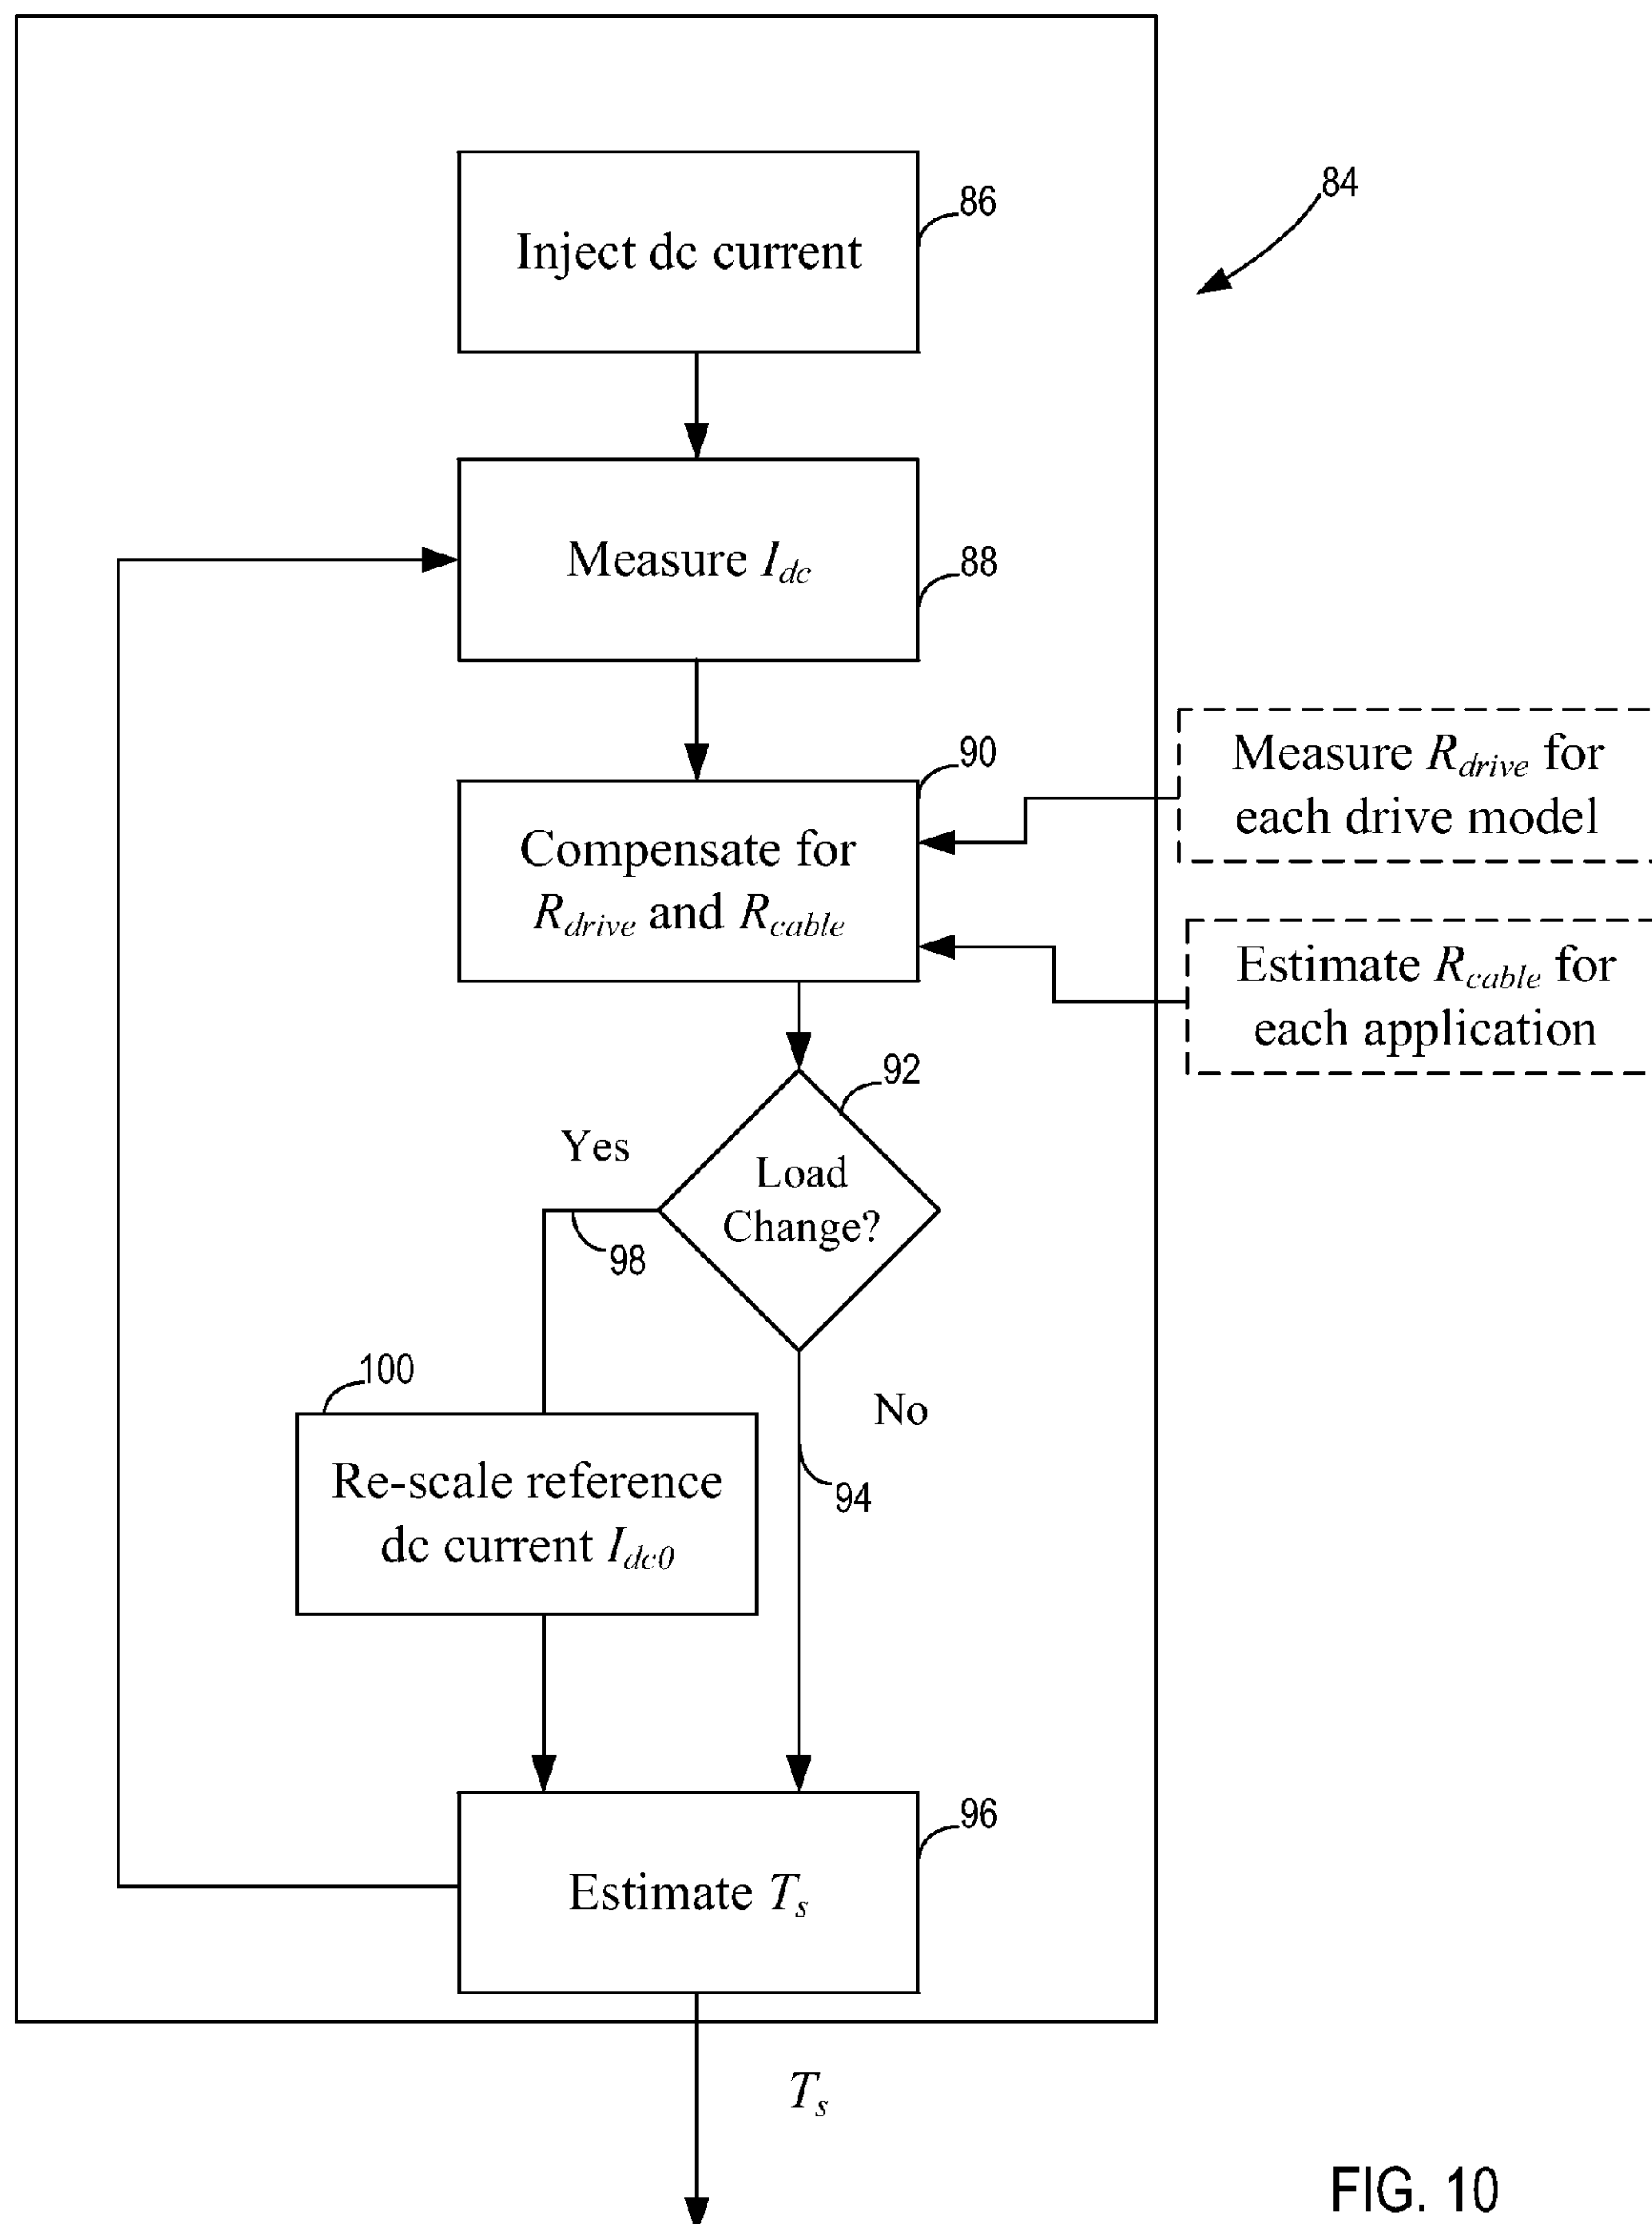 84
86
Inject dc current
Measure I_dc
88
90
Measure R_drive for
each drive model
Compensate for
R_drive and R_cable
Estimate R_cable for
each application
92
Yes
Load
Change?
98
100
No
Re-scale reference
dc current I_dc0
94
96
Estimate T_s
T_s
FIG. 10